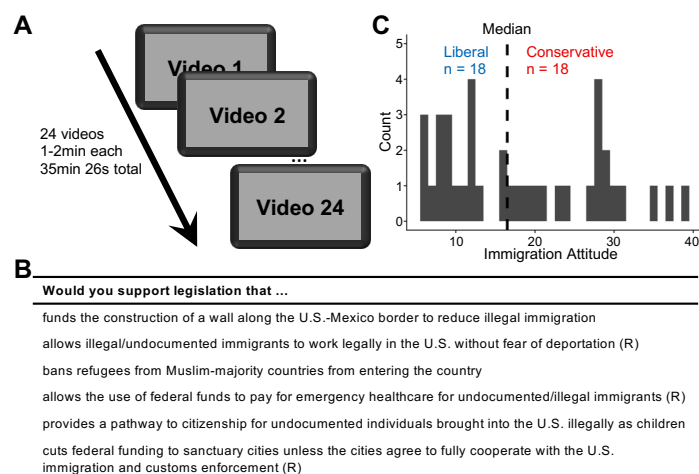 A
Video 1
Video 2
...
Video 24
24 videos
1-2min each
35min 26s total
C
Median
Liberal
n = 18
Conservative
n = 18
Count
5
4
3
2
1
0
10
20
30
40
Immigration Attitude
B
Would you support legislation that ...
funds the construction of a wall along the U.S.-Mexico border to reduce illegal immigration
allows illegal/undocumented immigrants to work legally in the U.S. without fear of deportation (R)
bans refugees from Muslim-majority countries from entering the country
allows the use of federal funds to pay for emergency healthcare for undocumented/illegal immigrants (R)
provides a pathway to citizenship for undocumented individuals brought into the U.S. illegally as children
cuts federal funding to sanctuary cities unless the cities agree to fully cooperate with the U.S.
immigration and customs enforcement (R)